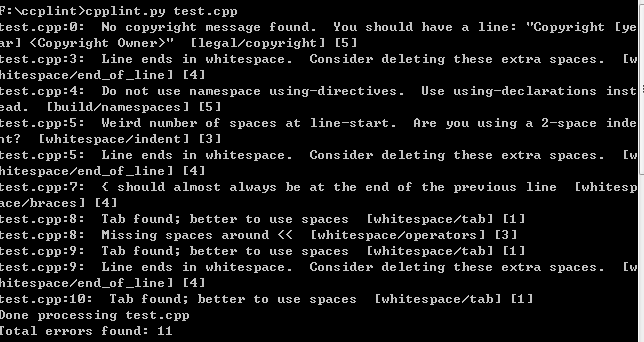 F:\ccplint>cpplint.py test.cpp
test.cpp:0:  No copyright message found.  You should have a line: "Copyright [ye
ar] <Copyright Owner>"  [legal/copyright] [5]
test.cpp:3:  Line ends in whitespace.  Consider deleting these extra spaces.  [w
hitespace/end_of_line] [4]
test.cpp:4:  Do not use namespace using-directives.  Use using-declarations inst
ead.  [build/namespaces] [5]
test.cpp:5:  Weird number of spaces at line-start.  Are you using a 2-space inde
nt?  [whitespace/indent] [3]
test.cpp:5:  Line ends in whitespace.  Consider deleting these extra spaces.  [w
hitespace/end_of_line] [4]
test.cpp:7:  { should almost always be at the end of the previous line  [whitesp
ace/braces] [4]
test.cpp:8:  Tab found; better to use spaces  [whitespace/tab] [1]
test.cpp:8:  Missing spaces around <<  [whitespace/operators] [3]
test.cpp:9:  Tab found; better to use spaces  [whitespace/tab] [1]
test.cpp:9:  Line ends in whitespace.  Consider deleting these extra spaces.  [w
hitespace/end_of_line] [4]
test.cpp:10:  Tab found; better to use spaces  [whitespace/tab] [1]
Done processing test.cpp
Total errors found: 11